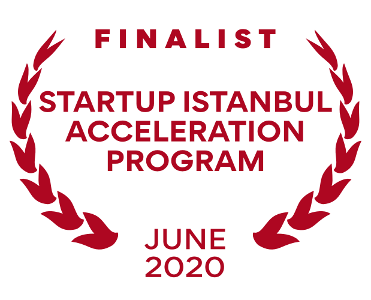 FINALIST
STARTUP ISTANBUL
ACCELERATION
PROGRAM
JUNE
2020